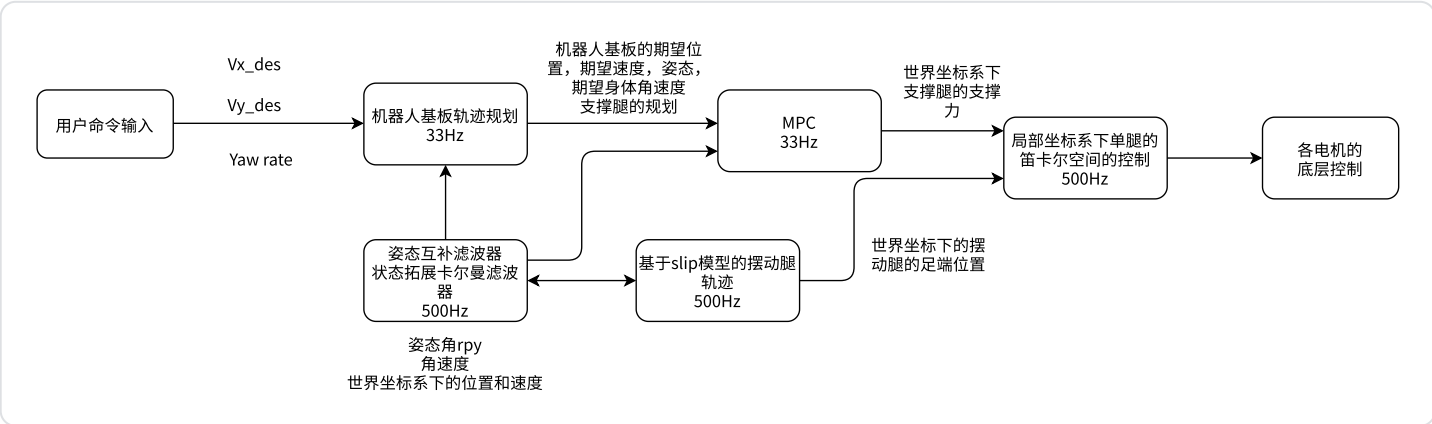 Vx_des
Vy_des
Yaw rate
用户命令输入
机器人基板轨迹规划
33Hz
机器人基板的期望位
置，期望速度，姿态，
期望身体角速度
支撑腿的规划
MPC
33Hz
世界坐标系下
支撑腿的支撑
力
局部坐标系下单腿的
笛卡尔空间的控制
500Hz
各电机的
底层控制
姿态互补滤波器
状态拓展卡尔曼滤波
器
500Hz
基于slip模型的摆动腿
轨迹
500Hz
世界坐标下的摆
动腿的足端位置
姿态角rpy
角速度
世界坐标系下的位置和速度